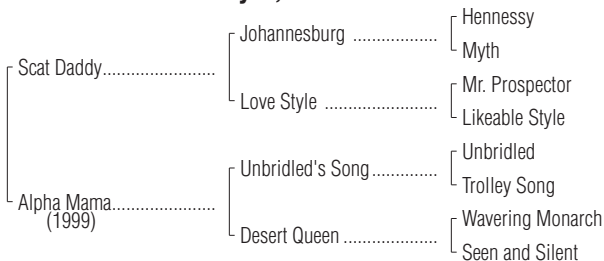 Hennessy
Johannesburg ..................
Myth
Scat Daddy........................
Mr. Prospector
Love Style ........................
Likeable Style
Unbridled
Unbridled's Song..............
Trolley Song
Alpha Mama......................
(1999)
Wavering Monarch
Desert Queen ....................
Seen and Silent